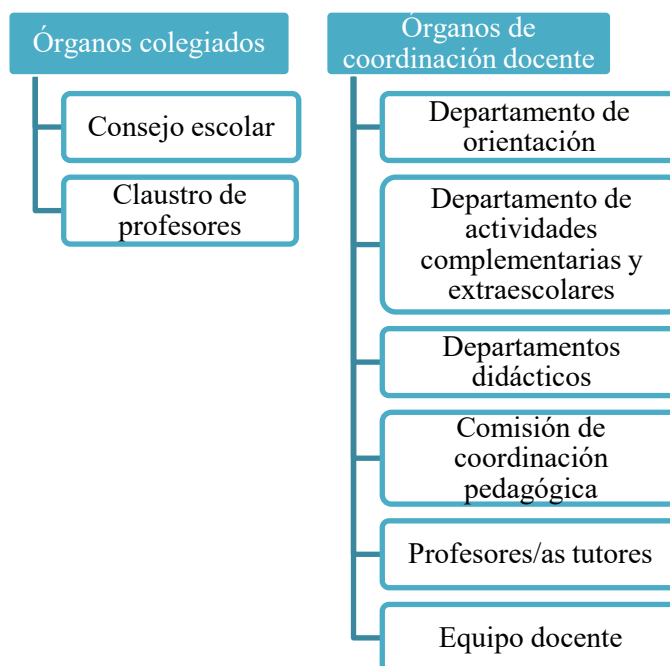 Órganos colegiados
Consejo escolar
Claustro de
profesores
Órganos de
coordinación docente
Departamento de
orientación
Departamento de
actividades
complementarias y
extraescolares
Departamentos
didácticos
Comisión de
coordinación
pedagógica
Profesores/as tutores
Equipo docente